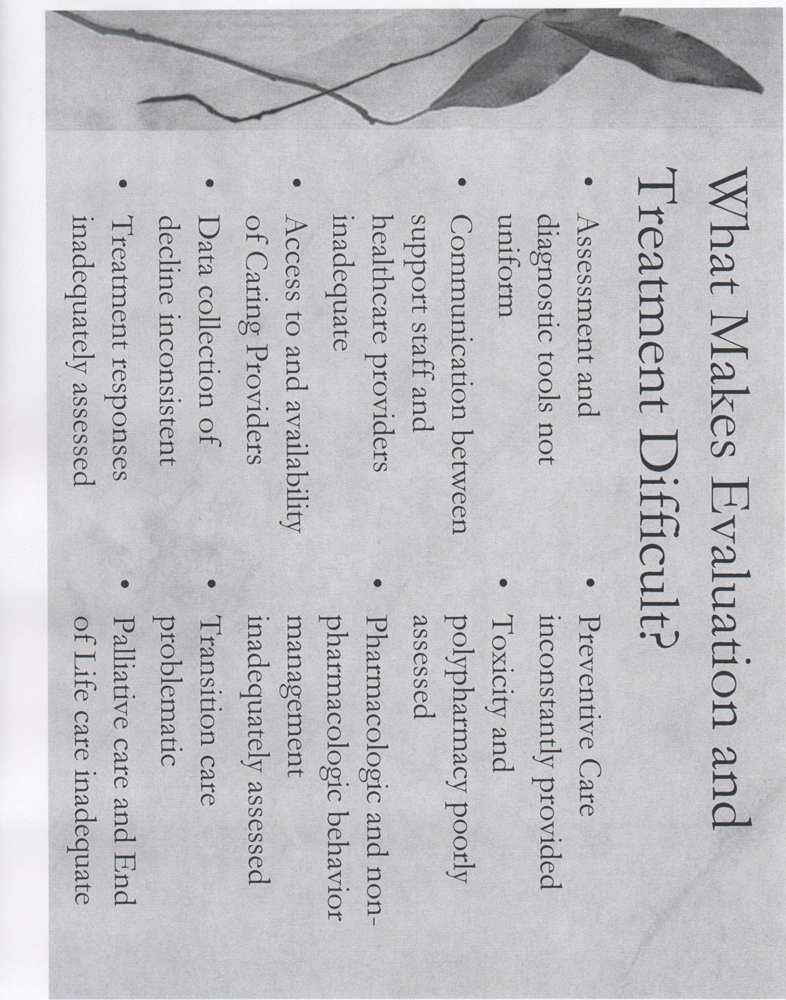 What Makes Evaluation and
Treatment Difficult?
• Assessment and
diagnostic tools not
uniform
• Communication between
support staff and
healthcare providers
inadequate
• Access to and availability
of Caring Providers
• Data collection of
decline inconsistent
• Treatment responses
inadequately assessed
• Preventive Care
inconstantly provided
• Toxicity and
polypharmacy poorly
assessed
• Pharmacologic and non-
pharmacologic behavior
management
inadequately assessed
• Transition care
problematic
• Palliative care and End
of Life care inadequate